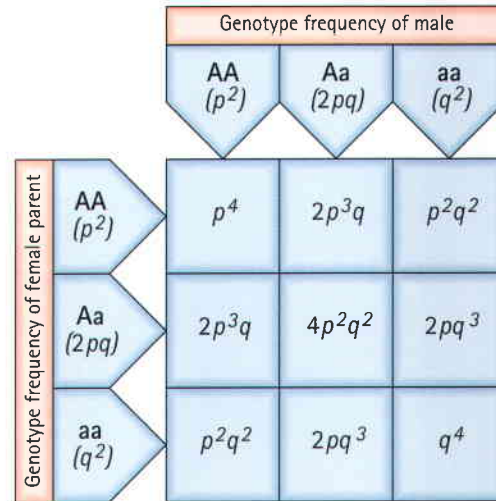 Genotype frequency of male
AA Aa aa
(p²) (2pq) (q²)
Genotype frequency of female parent
AA
(p²)
p⁴ 2p³q p²q²
Aa
(2pq)
2p³q 4p²q² 2pq³
aa
(q²)
p²q² 2pq³ q⁴